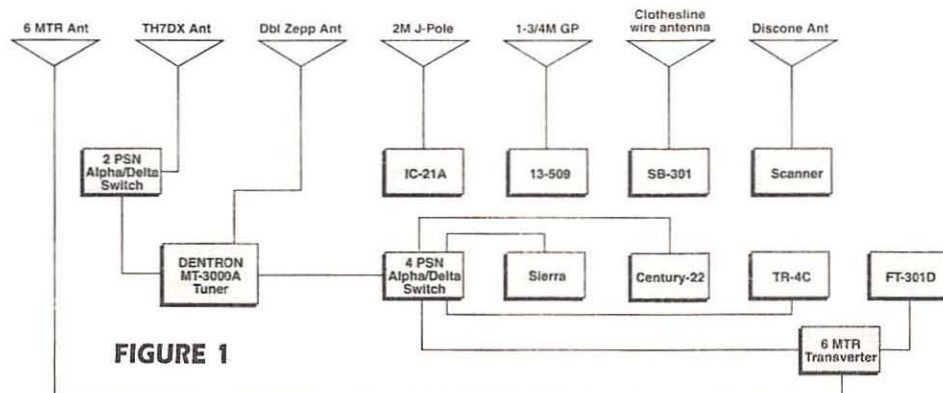 6 MTR Ant
TH7DX Ant
Dbl Zepp Ant
2M J-Pole
1-3/4M GP
Clothesline
wire antenna
Discone Ant
2 PSN
Alpha/Delta
Switch
IC-21A
13-509
SB-301
Scanner
DENTRON
MT-3000A
Tuner
4 PSN
Alpha/Delta
Switch
Sierra
Century-22
TR-4C
FT-301D
6 MTR
Transverter
FIGURE 1